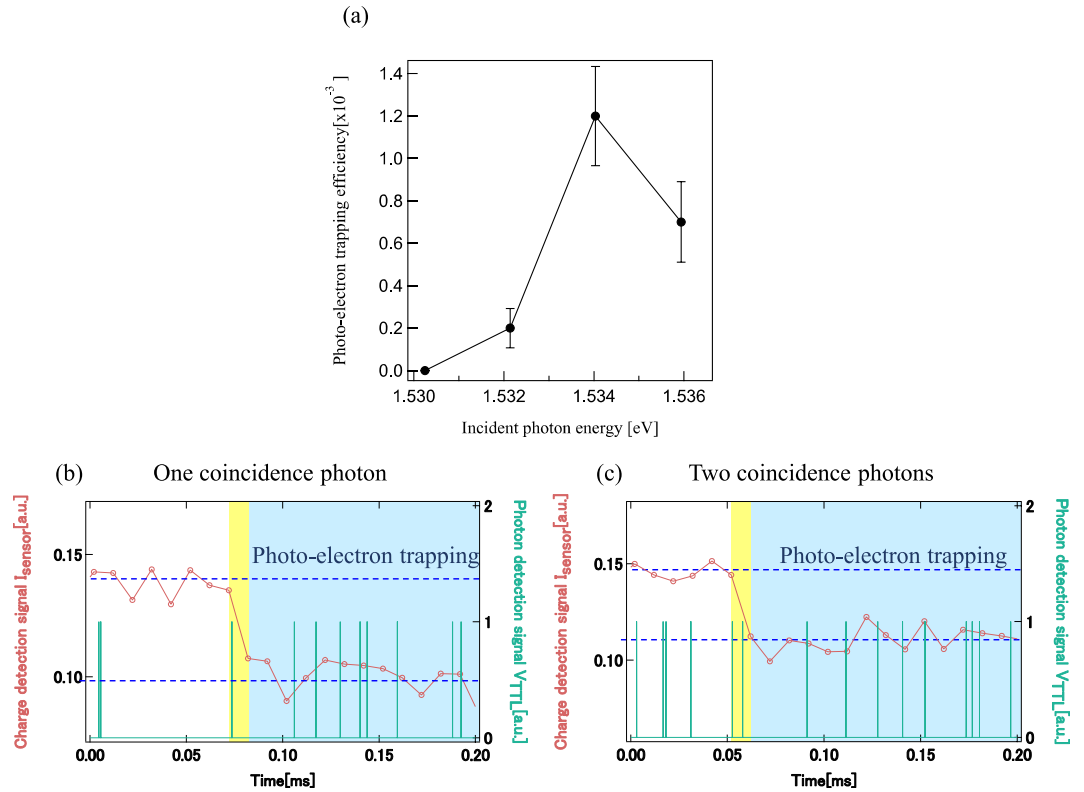 (a)
Photo-electron trapping efficiency[x10⁻³ ]
1.4
1.2
1.0
0.8
0.6
0.4
0.2
0.0
1.530
1.532
1.534
1.536
Incident photon energy [eV]
(b)
One coincidence photon
Charge detection signal Isensor[a.u.]
0.15
0.10
Photo-electron trapping
2
1
0
Photon detection signal VTTL[a.u.]
0.00
0.05
0.10
0.15
0.20
Time[ms]
(c)
Two coincidence photons
Charge detection signal Isensor[a.u.]
0.15
0.10
Photo-electron trapping
2
1
0
Photon detection signal VTTL[a.u.]
0.00
0.05
0.10
0.15
0.20
Time[ms]